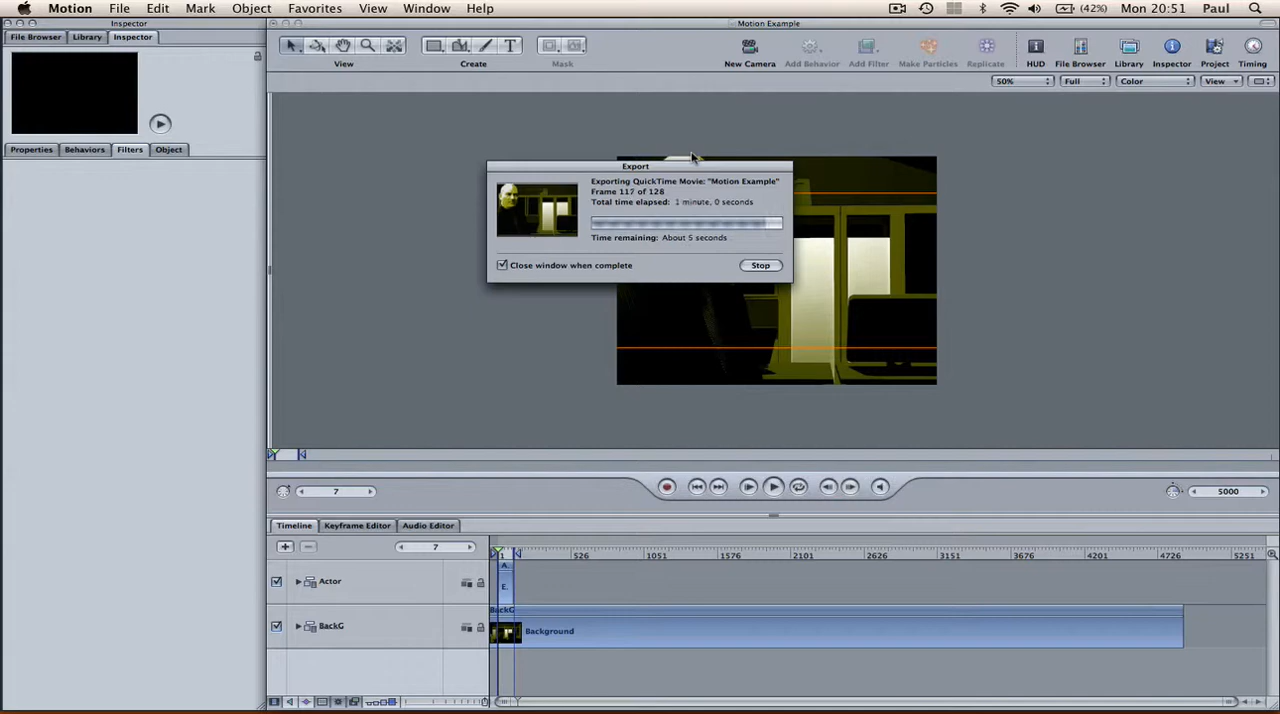 Motion File Edit Mark Object Favorites View Window Help (42%) Mon 20:51 Paul
Inspector
Motion Example
File Browser Library Inspector
View Create Mask New Camera Add Behavior Add Filter Make Particles Replicate HUD File Browser Library Inspector Project Timing
50% Full Color View
Properties Behaviors Filters Object
Export
Exporting QuickTime Movie: "Motion Example"
Frame 117 of 128
Total time elapsed: 1 minute, 0 seconds
Time remaining: About 5 seconds
Close window when complete Stop
7 5000
Timeline Keyframe Editor Audio Editor
7 1 526 1051 1576 2101 2626 3151 3676 4201 4726 5251
A.
Actor E.
BackG
BackG Background